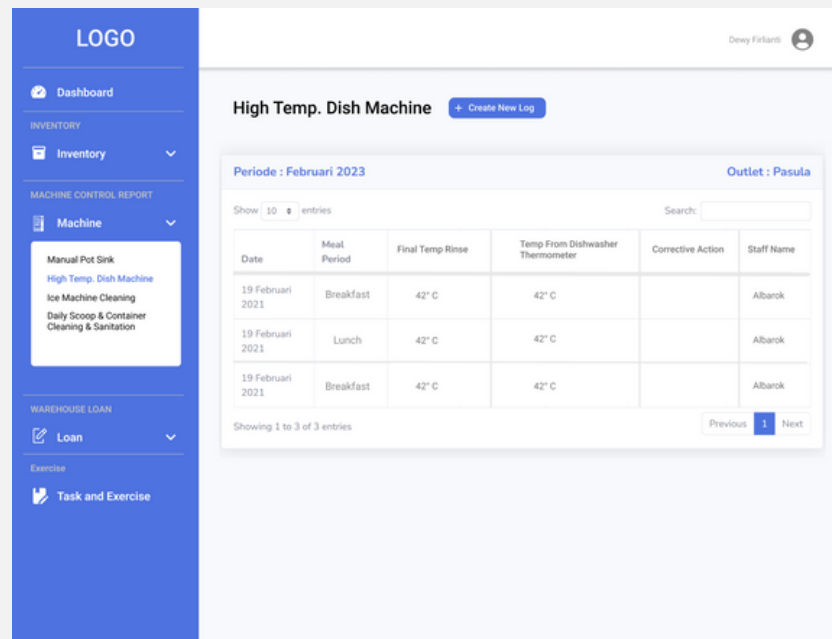 LOGO
Dewy Firlianti
Dashboard
INVENTORY
Inventory
MACHINE CONTROL REPORT
Machine
Manual Pot Sink
High Temp. Dish Machine
Ice Machine Cleaning
Daily Scoop & Container
Cleaning & Sanitation
WAREHOUSE LOAN
Loan
Exercise
Task and Exercise
High Temp. Dish Machine
+ Create New Log
Periode : Februari 2023 Outlet : Pasula
Show 10 entries Search:
Date Meal Period Final Temp Rinse Temp From Dishwasher Thermometer Corrective Action Staff Name
19 Februari 2021 Breakfast 42° C 42° C Albarok
19 Februari 2021 Lunch 42° C 42° C Albarok
19 Februari 2021 Breakfast 42° C 42° C Albarok
Showing 1 to 3 of 3 entries Previous 1 Next